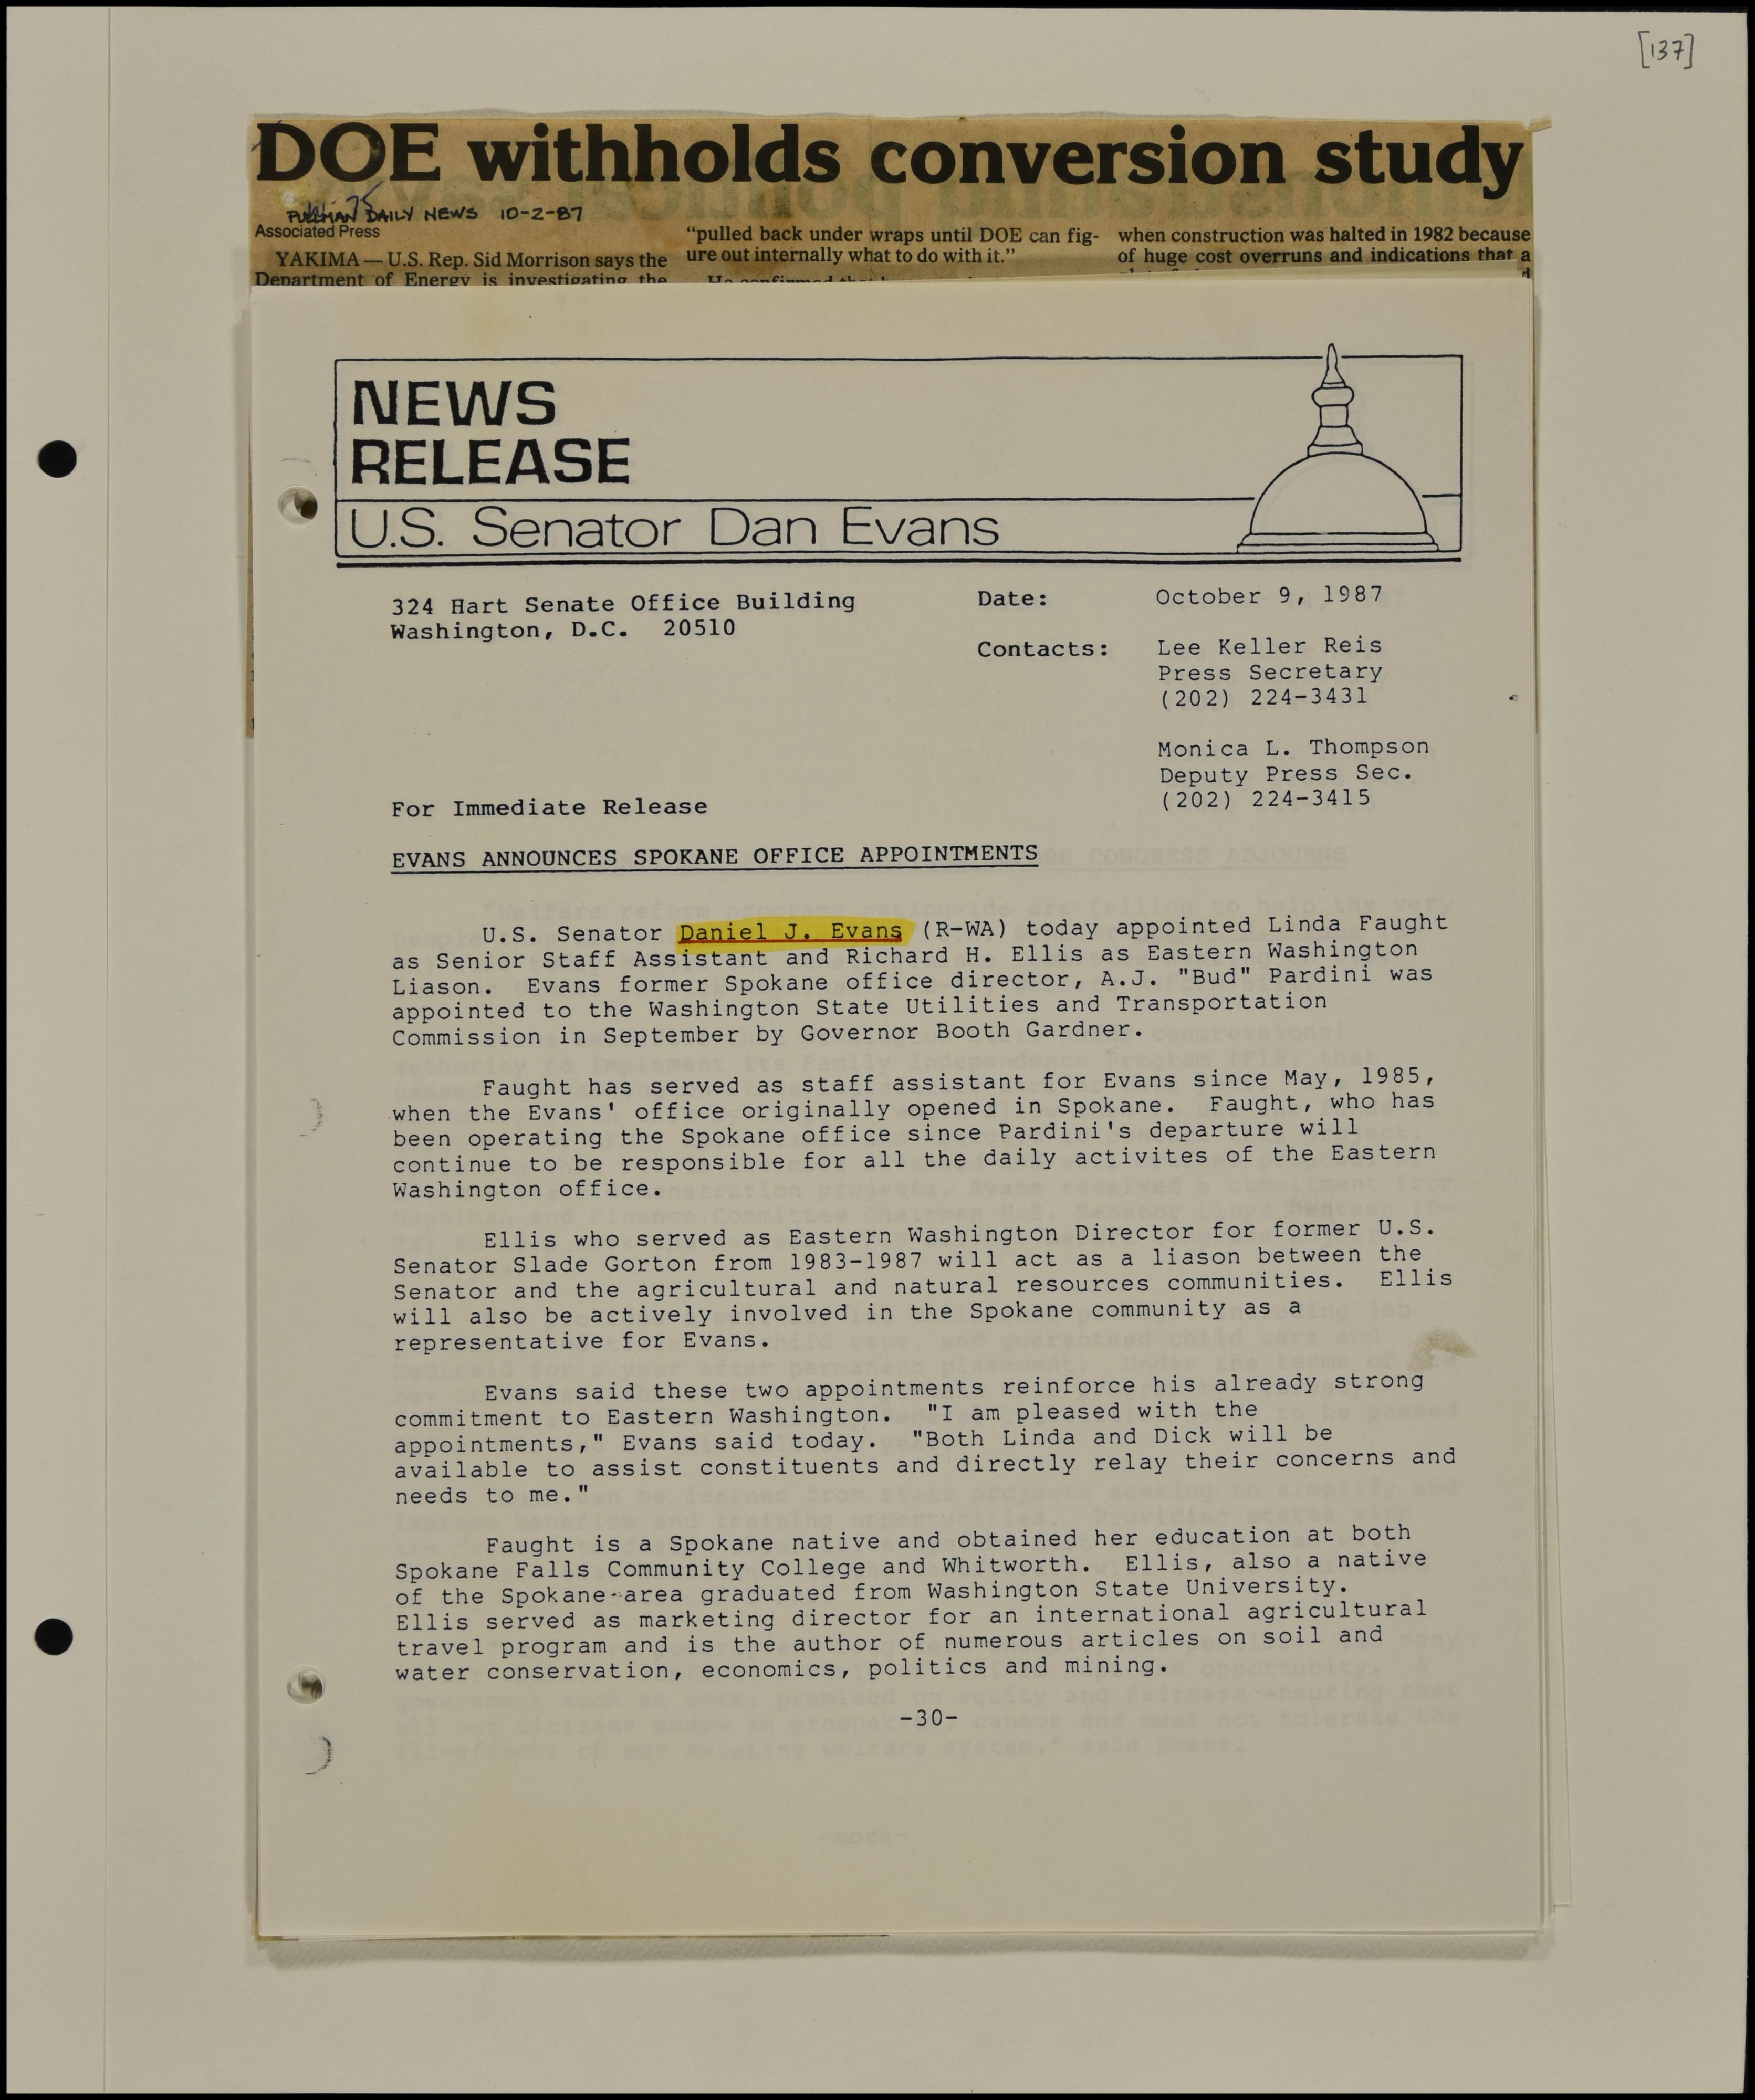 [137]
DOE withholds conversion study
PULLMAN DAILY NEWS 10-2-87
Associated Press
YAKIMA — U.S. Rep. Sid Morrison says the
Department of Energy is investigating the
"pulled back under wraps until DOE can fig-
ure out internally what to do with it."
He confirmed
when construction was halted in 1982 because
of huge cost overruns and indications that a
NEWS
RELEASE
U.S. Senator Dan Evans
324 Hart Senate Office Building
Washington, D.C. 20510
Date: October 9, 1987
Contacts: Lee Keller Reis
Press Secretary
(202) 224-3431
Monica L. Thompson
Deputy Press Sec.
(202) 224-3415
For Immediate Release
EVANS ANNOUNCES SPOKANE OFFICE APPOINTMENTS
U.S. Senator Daniel J. Evans (R-WA) today appointed Linda Faught
as Senior Staff Assistant and Richard H. Ellis as Eastern Washington
Liason. Evans former Spokane office director, A.J. "Bud" Pardini was
appointed to the Washington State Utilities and Transportation
Commission in September by Governor Booth Gardner.
Faught has served as staff assistant for Evans since May, 1985,
when the Evans' office originally opened in Spokane. Faught, who has
been operating the Spokane office since Pardini's departure will
continue to be responsible for all the daily activites of the Eastern
Washington office.
Ellis who served as Eastern Washington Director for former U.S.
Senator Slade Gorton from 1983-1987 will act as a liason between the
Senator and the agricultural and natural resources communities. Ellis
will also be actively involved in the Spokane community as a
representative for Evans.
Evans said these two appointments reinforce his already strong
commitment to Eastern Washington. "I am pleased with the
appointments," Evans said today. "Both Linda and Dick will be
available to assist constituents and directly relay their concerns and
needs to me."
Faught is a Spokane native and obtained her education at both
Spokane Falls Community College and Whitworth. Ellis, also a native
of the Spokane-area graduated from Washington State University.
Ellis served as marketing director for an international agricultural
travel program and is the author of numerous articles on soil and
water conservation, economics, politics and mining.
-30-